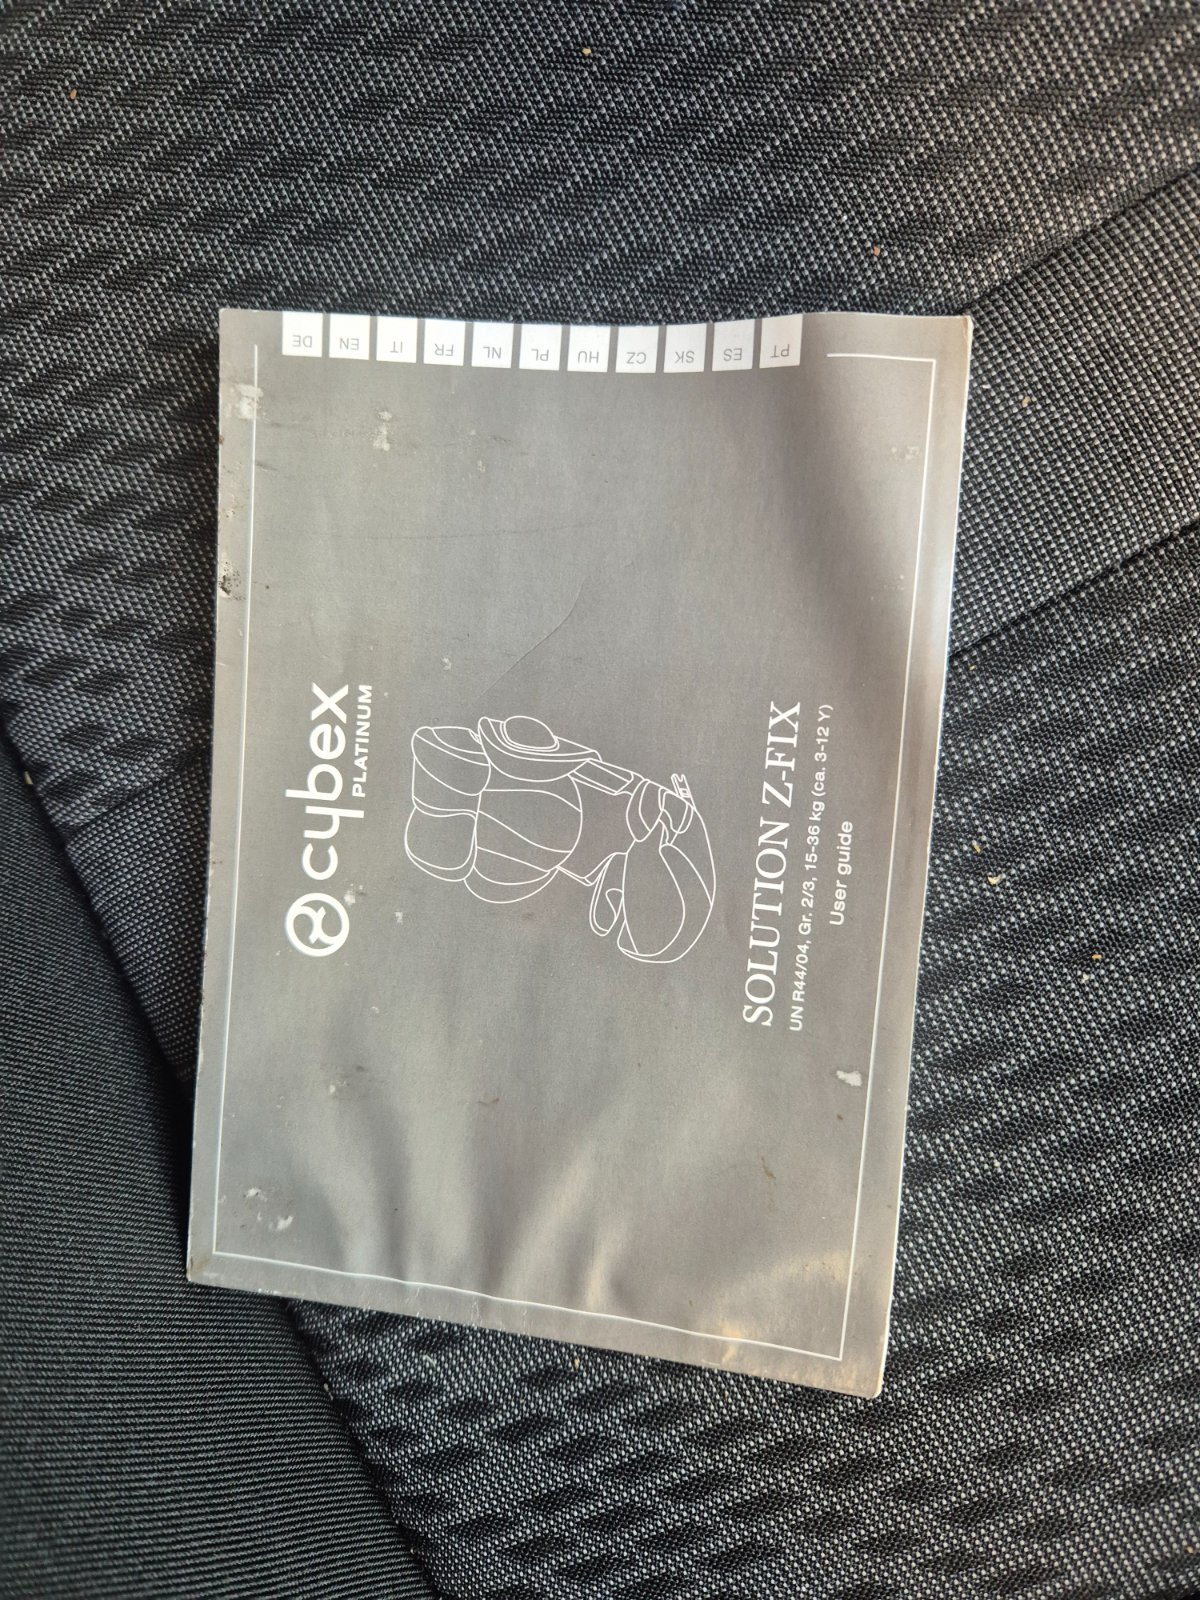 cybex
PLATINUM
SOLUTION Z-FIX
UN R44/04, Gr. 2/3, 15-36 kg (ca. 3-12 Y)
User guide
DE
EN
IT
FR
NL
PL
HU
CZ
SK
ES
PT